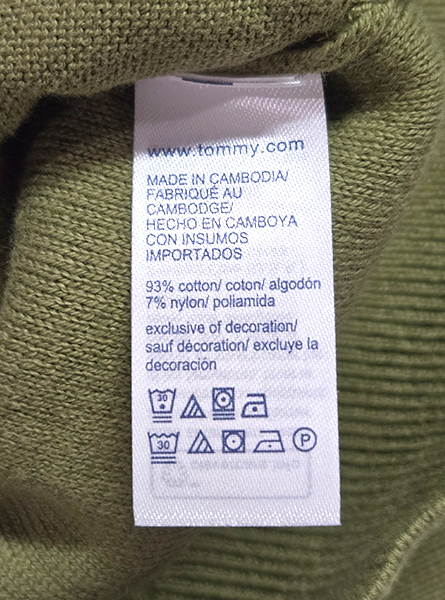 www.tommy.com
MADE IN CAMBODIA/
FABRIQUÉ AU
CAMBODGE/
HECHO EN CAMBOYA
CON INSUMOS
IMPORTADOS
93% cotton/ coton/ algodón
7% nylon/ poliamida
exclusive of decoration/
sauf décoration/ excluye la
decoración
30
30 P